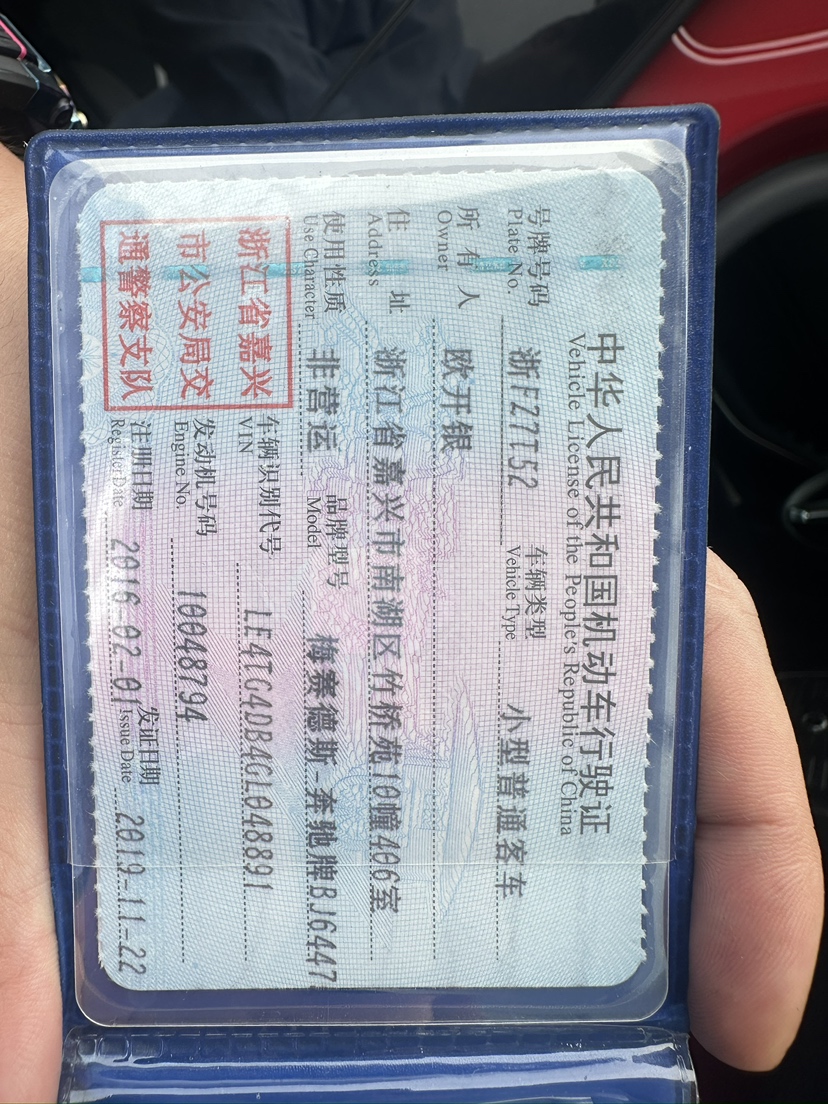 中华人民共和国机动车行驶证
Vehicle License of the People's Republic of China
号牌号码 浙FZ7T52 车辆类型 小型普通客车
Plate No. Vehicle Type
所有人 欧开银
Owner
住址 浙江省嘉兴市南湖区竹桥苑10幢406室
Address
使用性质 非营运 品牌型号 梅赛德斯-奔驰牌BJ6447
Use Character Model
浙江省嘉兴
市公安局交
通警察支队
车辆识别代号 LE4TG4DB4GL048891
VIN
发动机号码 10048794
Engine No.
注册日期 2016-02-01 发证日期 2019-11-22
Register Date Issue Date